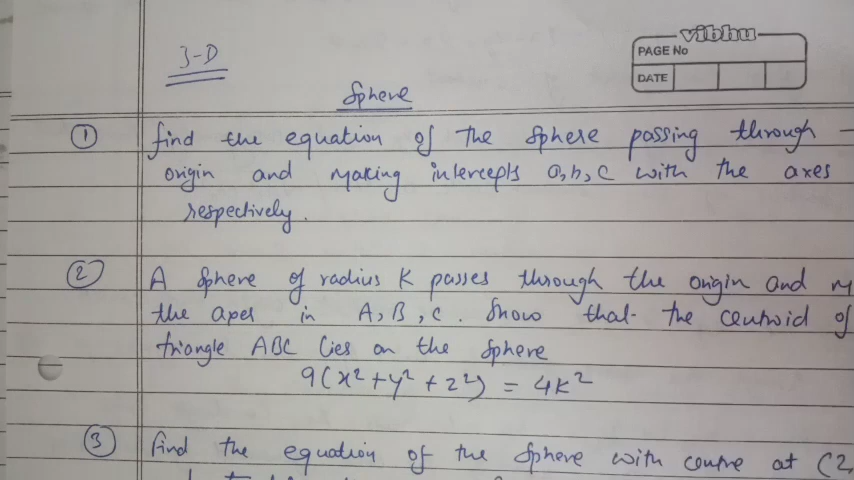 vibhu
PAGE No
DATE
3-D
Sphere
① find the equation of the sphere passing through
origin and making intercepts a, b, c with the axes
respectively.
② A sphere of radius K passes through the origin and m
the axes in A, B, c. Show that the centroid of
triangle ABC lies on the sphere
9(x²+y²+z²) = 4K²
③ Find the equation of the sphere with centre at (2,